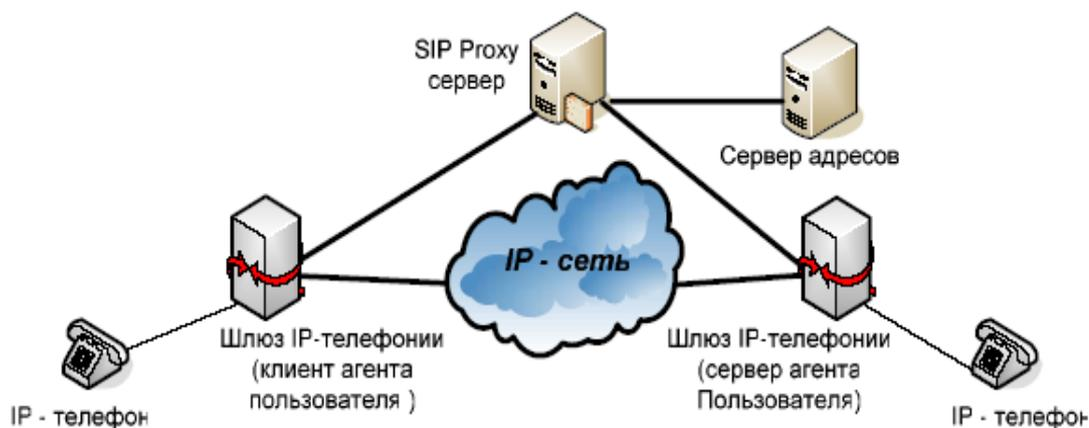 SIP Proxy
сервер
Сервер адресов
IP - сеть
Шлюз IP-телефонии
(клиент агента
пользователя )
Шлюз IP-телефонии
(сервер агента
Пользователя)
IP - телефон
IP - телефон